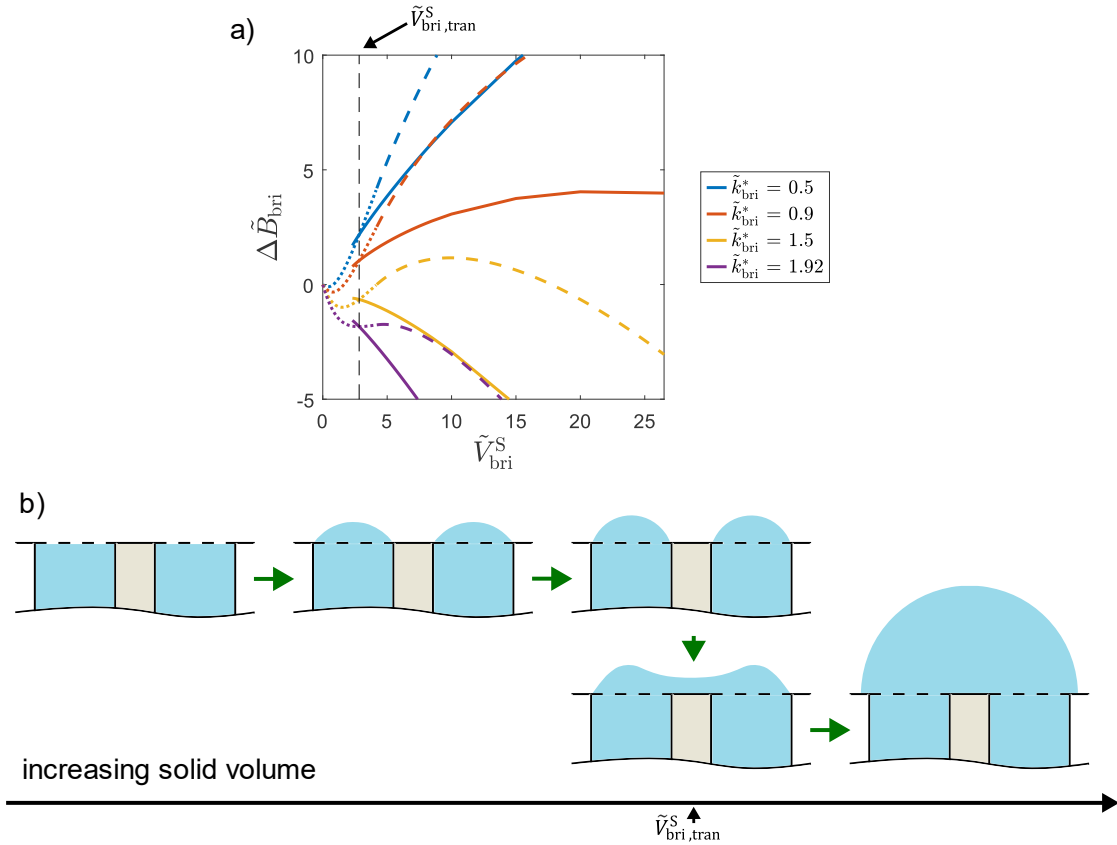 a)
Ṽ^S_bri,tran
10
5
0
-5
0
5
10
15
20
25
ΔB̃_bri
Ṽ^S_bri
k̃*_bri = 0.5
k̃*_bri = 0.9
k̃*_bri = 1.5
k̃*_bri = 1.92
b)
increasing solid volume
Ṽ^S_bri,tran